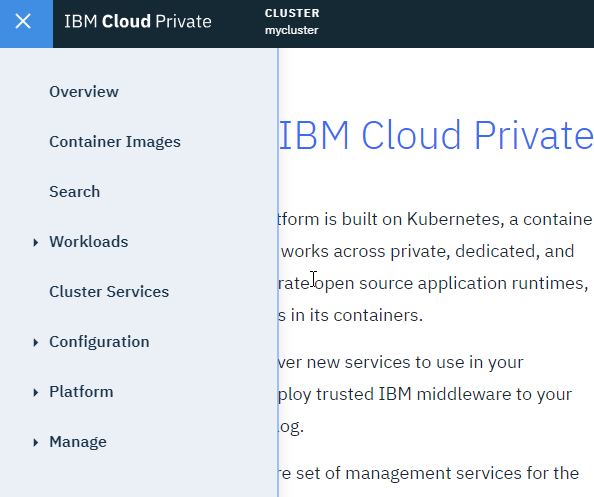 IBM Cloud Private
CLUSTER
mycluster
Overview
Container Images
Search
Workloads
Cluster Services
Configuration
Platform
Manage
IBM Cloud Private
tform is built on Kubernetes, a containe
works across private, dedicated, and
rate open source application runtimes,
s in its containers.
ver new services to use in your
ploy trusted IBM middleware to your
log.
re set of management services for the